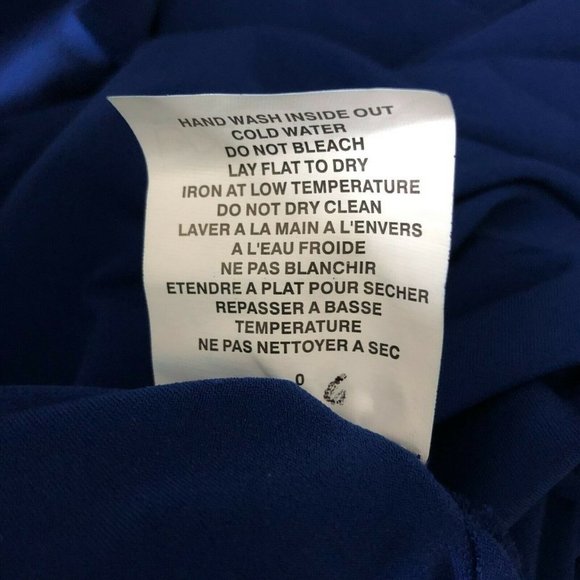 HAND WASH INSIDE OUT
COLD WATER
DO NOT BLEACH
LAY FLAT TO DRY
IRON AT LOW TEMPERATURE
DO NOT DRY CLEAN
LAVER A LA MAIN A L'ENVERS
A L'EAU FROIDE
NE PAS BLANCHIR
ETENDRE A PLAT POUR SECHER
REPASSER A BASSE
TEMPERATURE
NE PAS NETTOYER A SEC
0 6